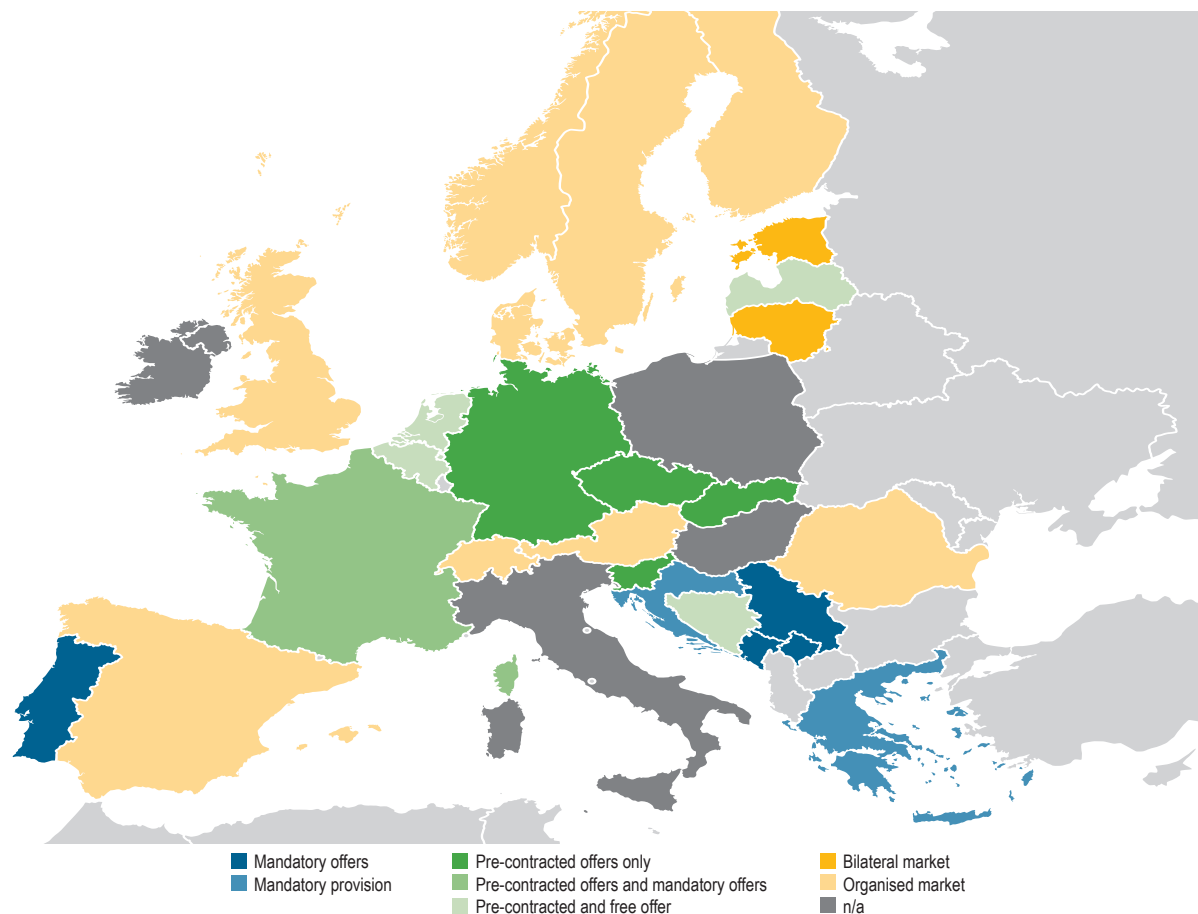 Mandatory offers
Mandatory provision
Pre-contracted offers only
Pre-contracted offers and mandatory offers
Pre-contracted and free offer
Bilateral market
Organised market
n/a